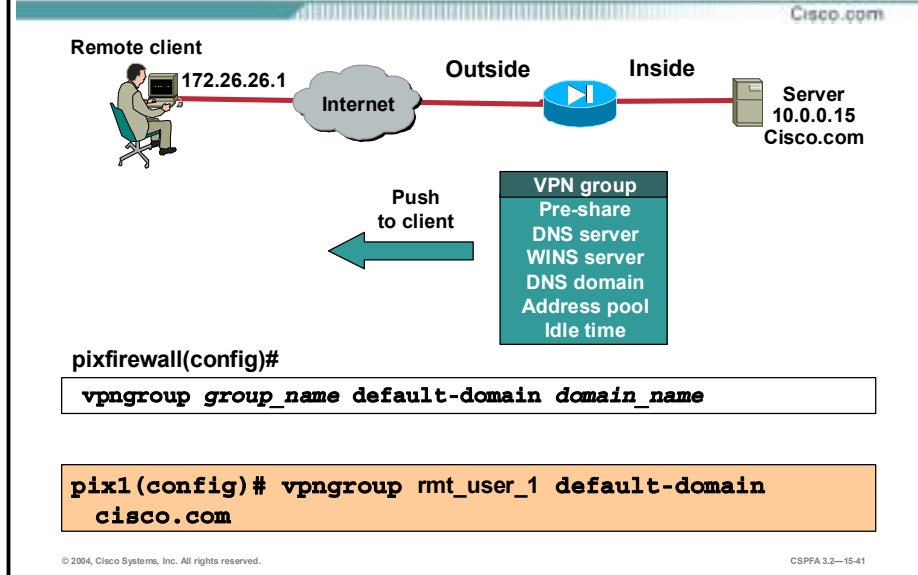 Cisco.com
Remote client
172.26.26.1
Internet
Outside
Inside
Server
10.0.0.15
Cisco.com
Push
to client
VPN group
Pre-share
DNS server
WINS server
DNS domain
Address pool
Idle time
pixfirewall(config)#
vpngroup group_name default-domain domain_name
pix1(config)# vpngroup rmt_user_1 default-domain
cisco.com
© 2004, Cisco Systems, Inc. All rights reserved.
CSPFA 3.2—15-41